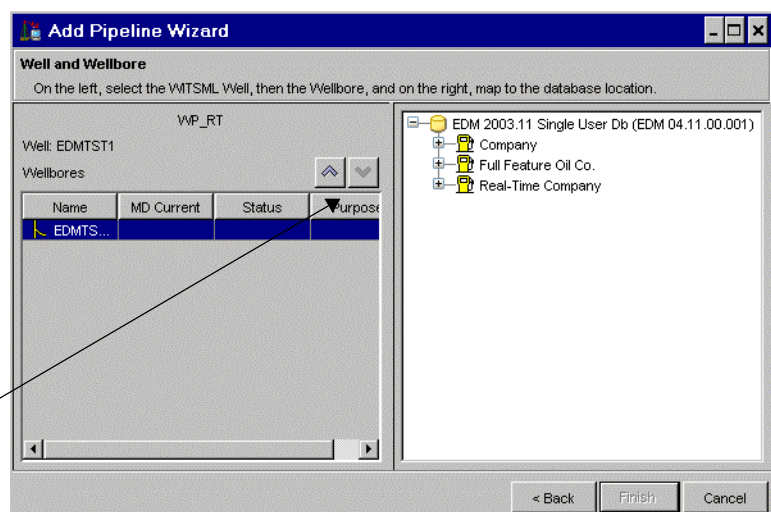 Add Pipeline Wizard
Well and Wellbore
On the left, select the WITSML Well, then the Wellbore, and on the right, map to the database location.
WP_RT
Well: EDMTST1
Wellbores
Name MD Current Status Purpose
EDMTS...
EDM 2003.11 Single User Db (EDM 04.11.00.001)
Company
Full Feature Oil Co.
Real-Time Company
< Back Finish Cancel